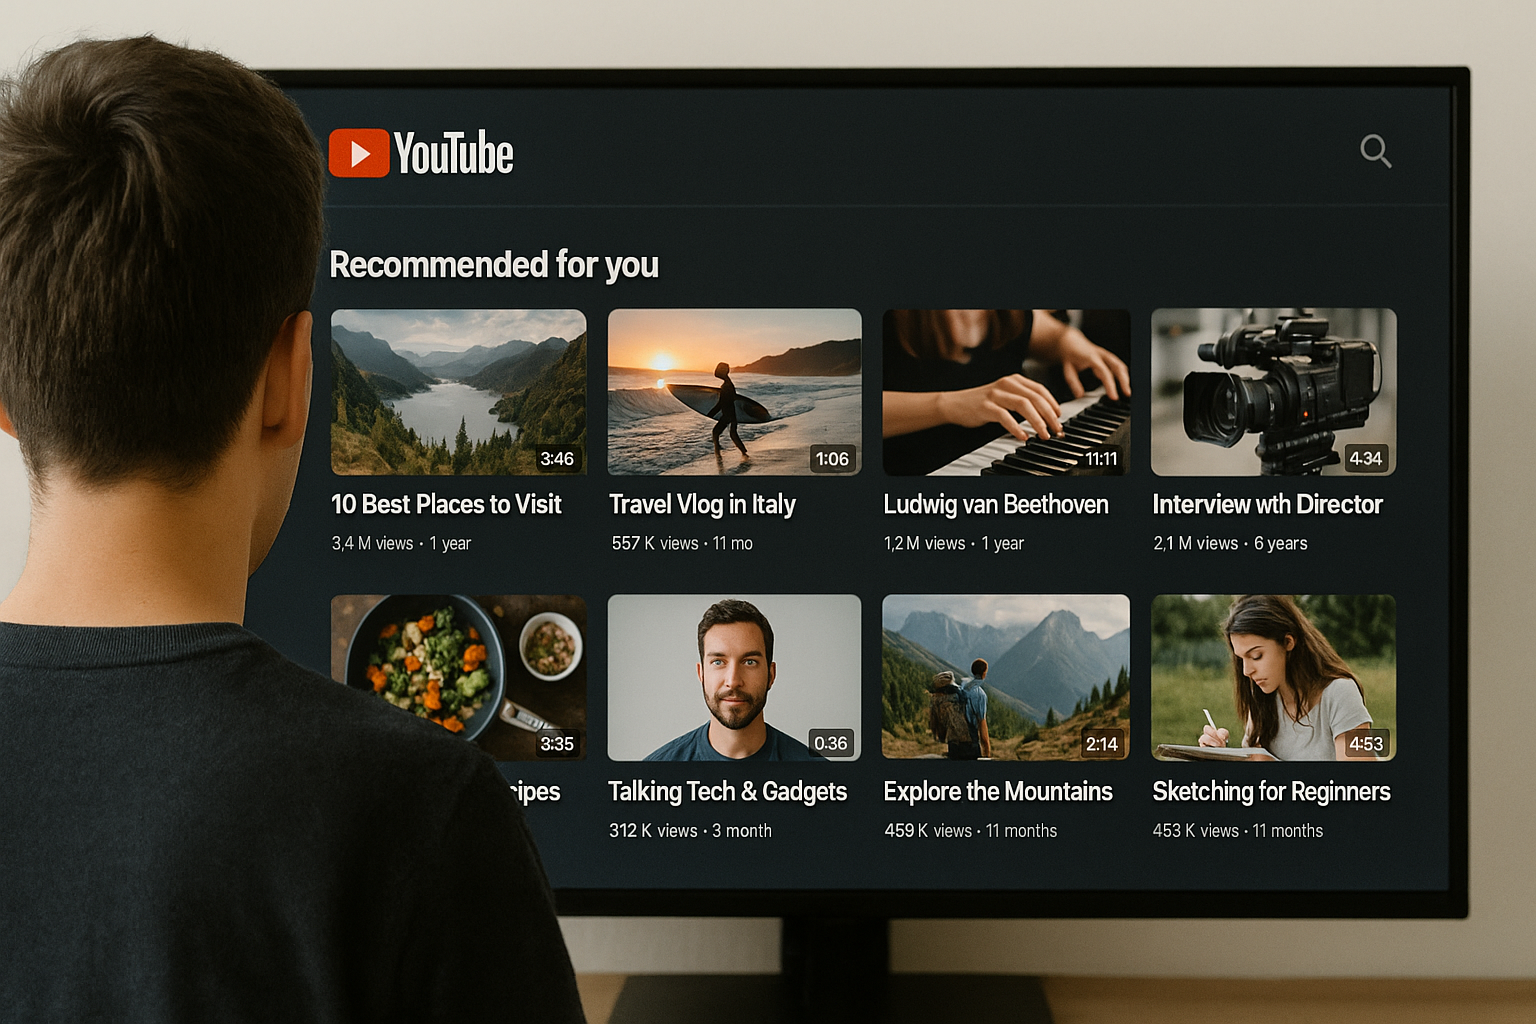 YouTube
Recommended for you
3:46
1:06
11:11
4.34
10 Best Places to Visit
Travel Vlog in Italy
Ludwig van Beethoven
Interview wth Director
3,4 M views · 1 year
557 K views · 11 mo
1,2 M views · 1 year
2,1 M views · 6 years
3:35
0:36
2:14
4:53
cipes
Talking Tech & Gadgets
Explore the Mountains
Sketching for Reginners
312 K views · 3 month
459 K views · 11 months
453 K views · 11 months